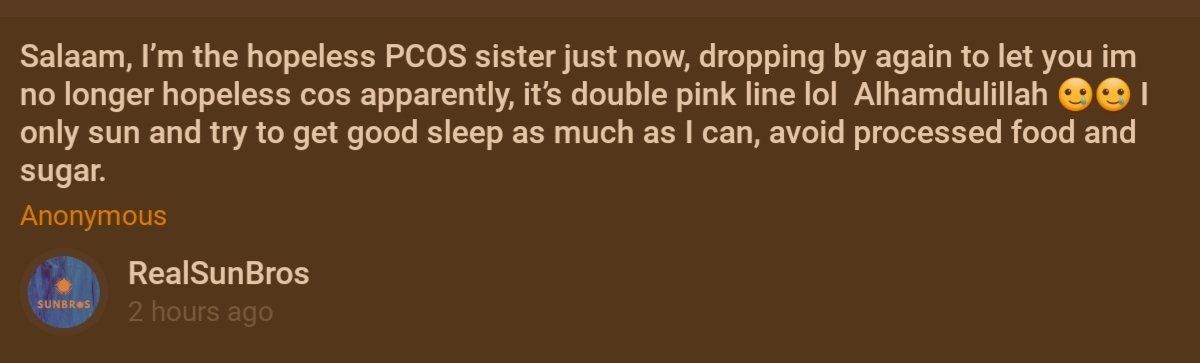 Salaam, I’m the hopeless PCOS sister just now, dropping by again to let you im
no longer hopeless cos apparently, it’s double pink line lol  Alhamdulillah 🥲🥲 I
only sun and try to get good sleep as much as I can, avoid processed food and
sugar.
Anonymous
SUNBROS
RealSunBros
2 hours ago